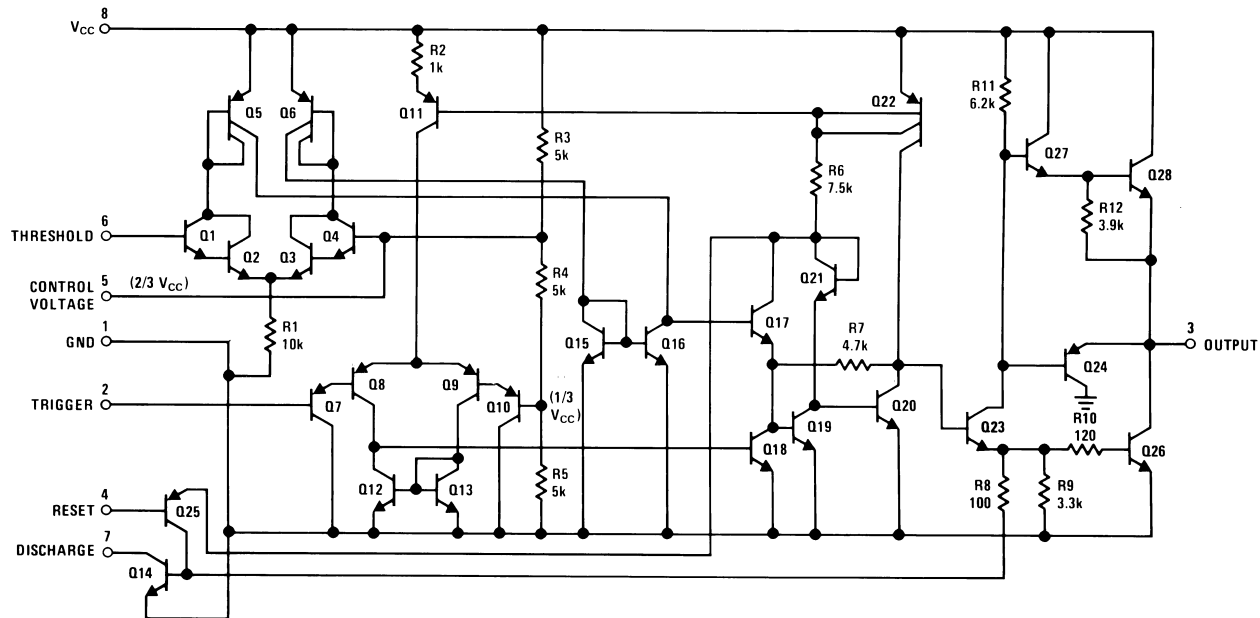 VCC 8
R2
1k
Q5
Q6
Q11
Q22
R11
6.2k
R3
5k
Q27
Q28
R6
7.5k
R12
3.9k
6
THRESHOLD
Q1
Q2
Q3
Q4
5 (2/3 VCC)
CONTROL
VOLTAGE
R4
5k
Q21
1
GND
R1
10k
Q15
Q16
Q17
R7
4.7k
3
OUTPUT
2
TRIGGER
Q7
Q8
Q9
Q10
(1/3
VCC)
Q24
Q18
Q19
Q20
Q23
R10
120
Q26
4
RESET
Q25
Q12
Q13
R5
5k
R8
100
R9
3.3k
7
DISCHARGE
Q14